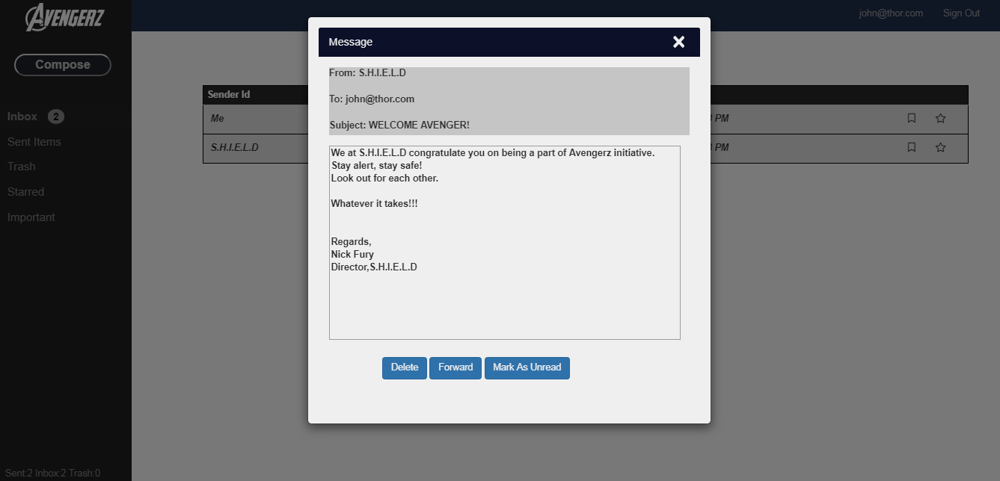 AVENGERZ
john@thor.com Sign Out
Compose
Inbox 2
Sent Items
Trash
Starred
Important
Sent:2 Inbox:2 Trash:0
Sender Id
Me PM
S.H.I.E.L.D PM
Message
From: S.H.I.E.L.D
To: john@thor.com
Subject: WELCOME AVENGER!
We at S.H.I.E.L.D congratulate you on being a part of Avengerz initiative.
Stay alert, stay safe!
Look out for each other.
Whatever it takes!!!
Regards,
Nick Fury
Director,S.H.I.E.L.D
Delete Forward Mark As Unread